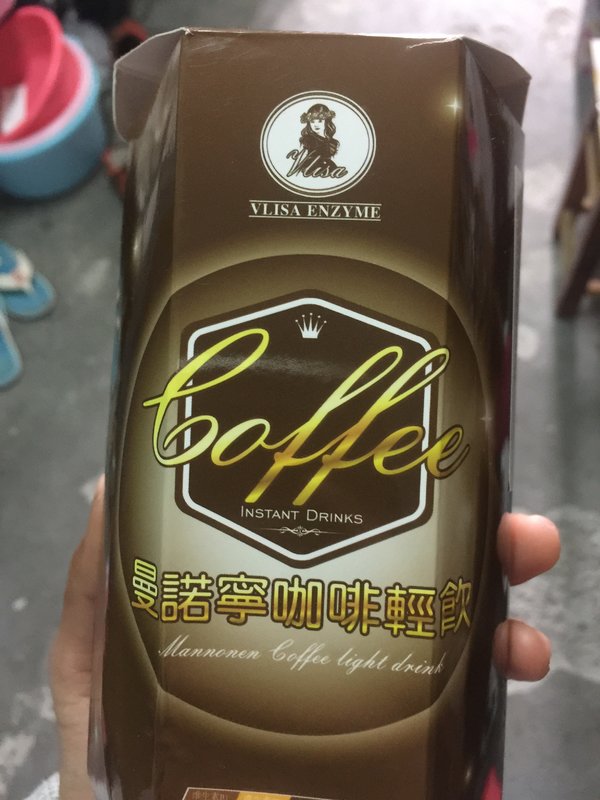 Vlisa
VLISA ENZYME
Coffee
INSTANT DRINKS
曼諾寧咖啡輕飲
Mannonen Coffee light drink